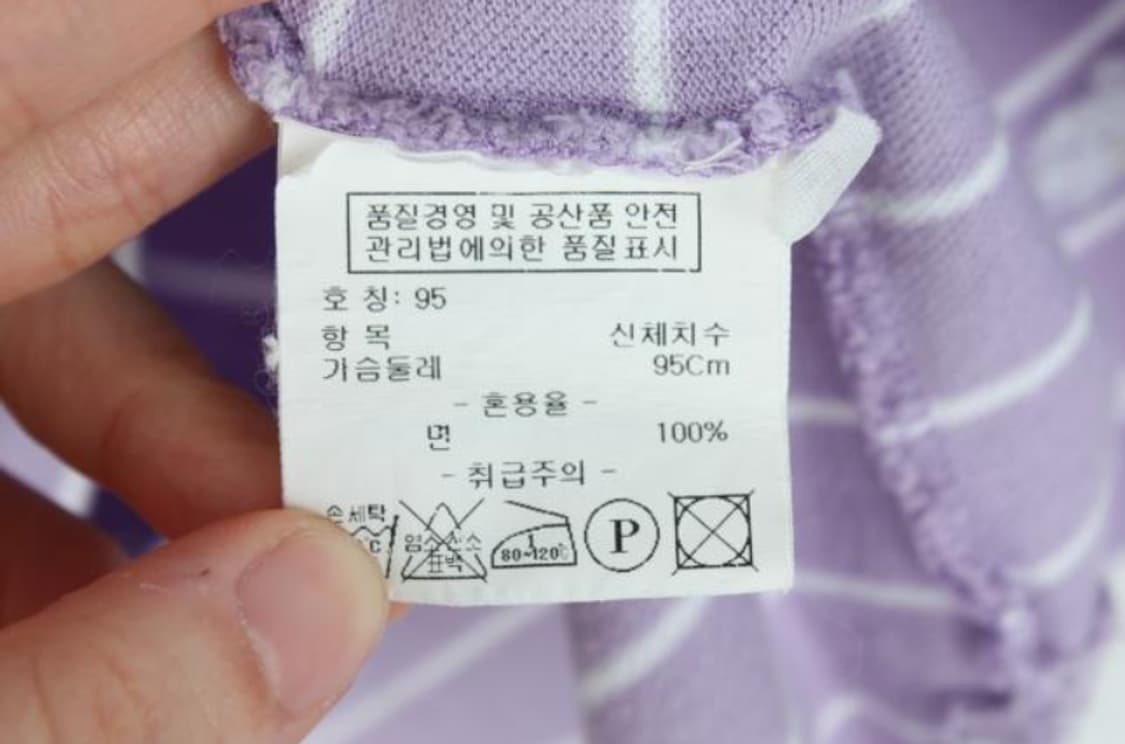 품질경영 및 공산품 안전
관리법에의한 품질표시
호 칭: 95
항 목 신체치수
가슴둘레 95Cm
- 혼용율 -
면 100%
- 취급주의 -
손세탁
염소산소
표백
80~120℃
P